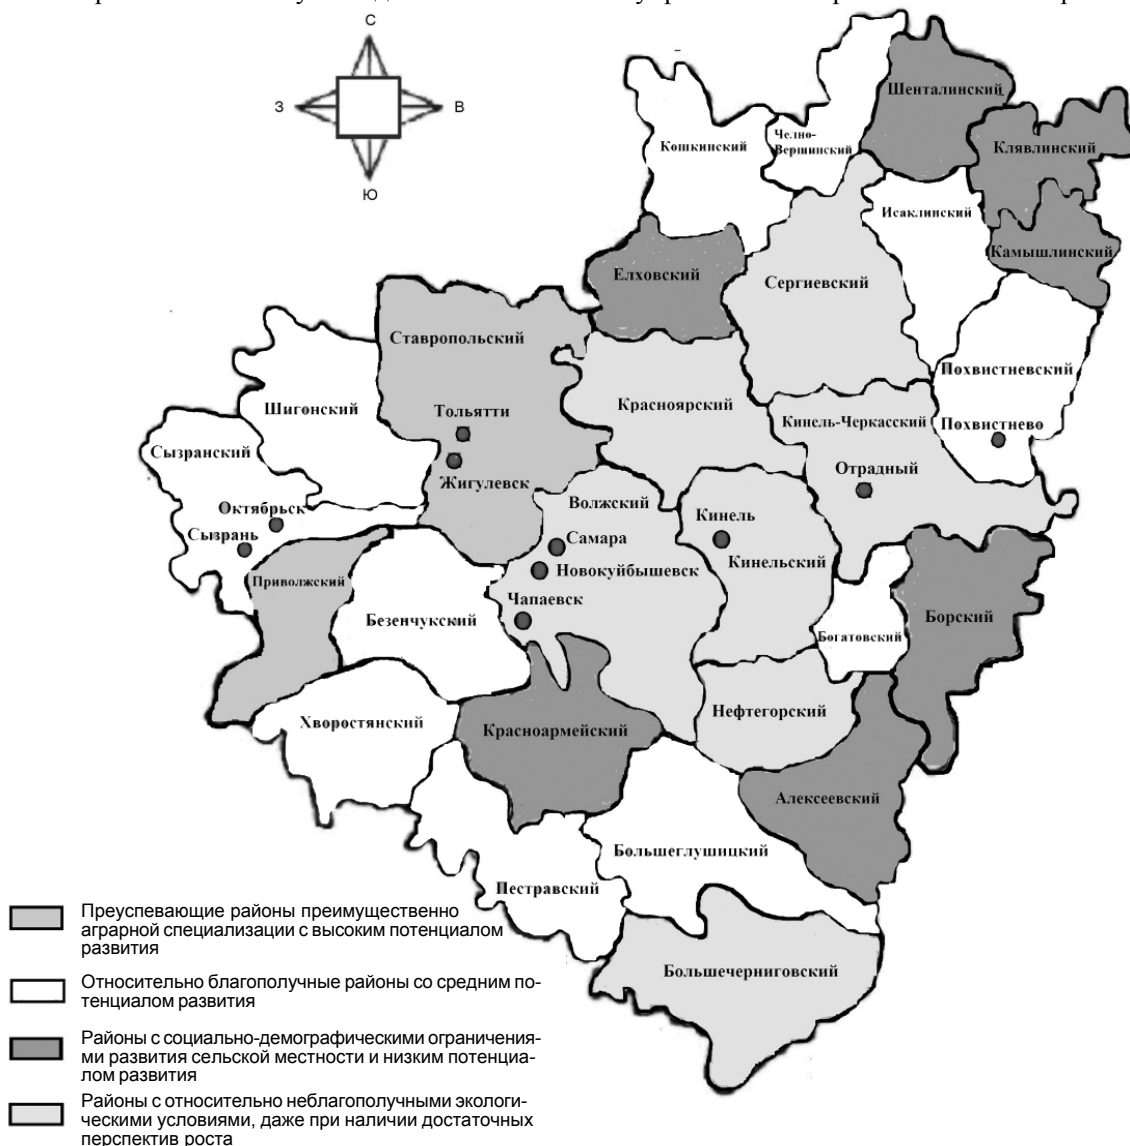 С
З
В
Ю
Шенталинский
Челно-
Вершинский
Кошкинский
Клявлинский
Исаклинский
Камышлинский
Елховский
Сергиевский
Ставропольский
Похвистневский
Шигонский
Тольятти
Красноярский
Кинель-Черкасский
Похвистнево
Сызранский
Жигулевск
Отрадный
Октябрьск
Волжский
Кинель
Сызрань
Самара
Кинельский
Новокуйбышевск
Приволжский
Чапаевск
Безенчукский
Богатовский
Борский
Хворостянский
Красноармейский
Нефтегорский
Алексеевский
Большеглушицкий
Пестравский
Большечерниговский
Преуспевающие районы преимущественно
аграрной специализации с высоким потенциалом
развития
Относительно благополучные районы со средним по-
тенциалом развития
Районы с социально-демографическими ограничения-
ми развития сельской местности и низким потенциа-
лом развития
Районы с относительно неблагополучными экологи-
ческими условиями, даже при наличии достаточных
перспектив роста